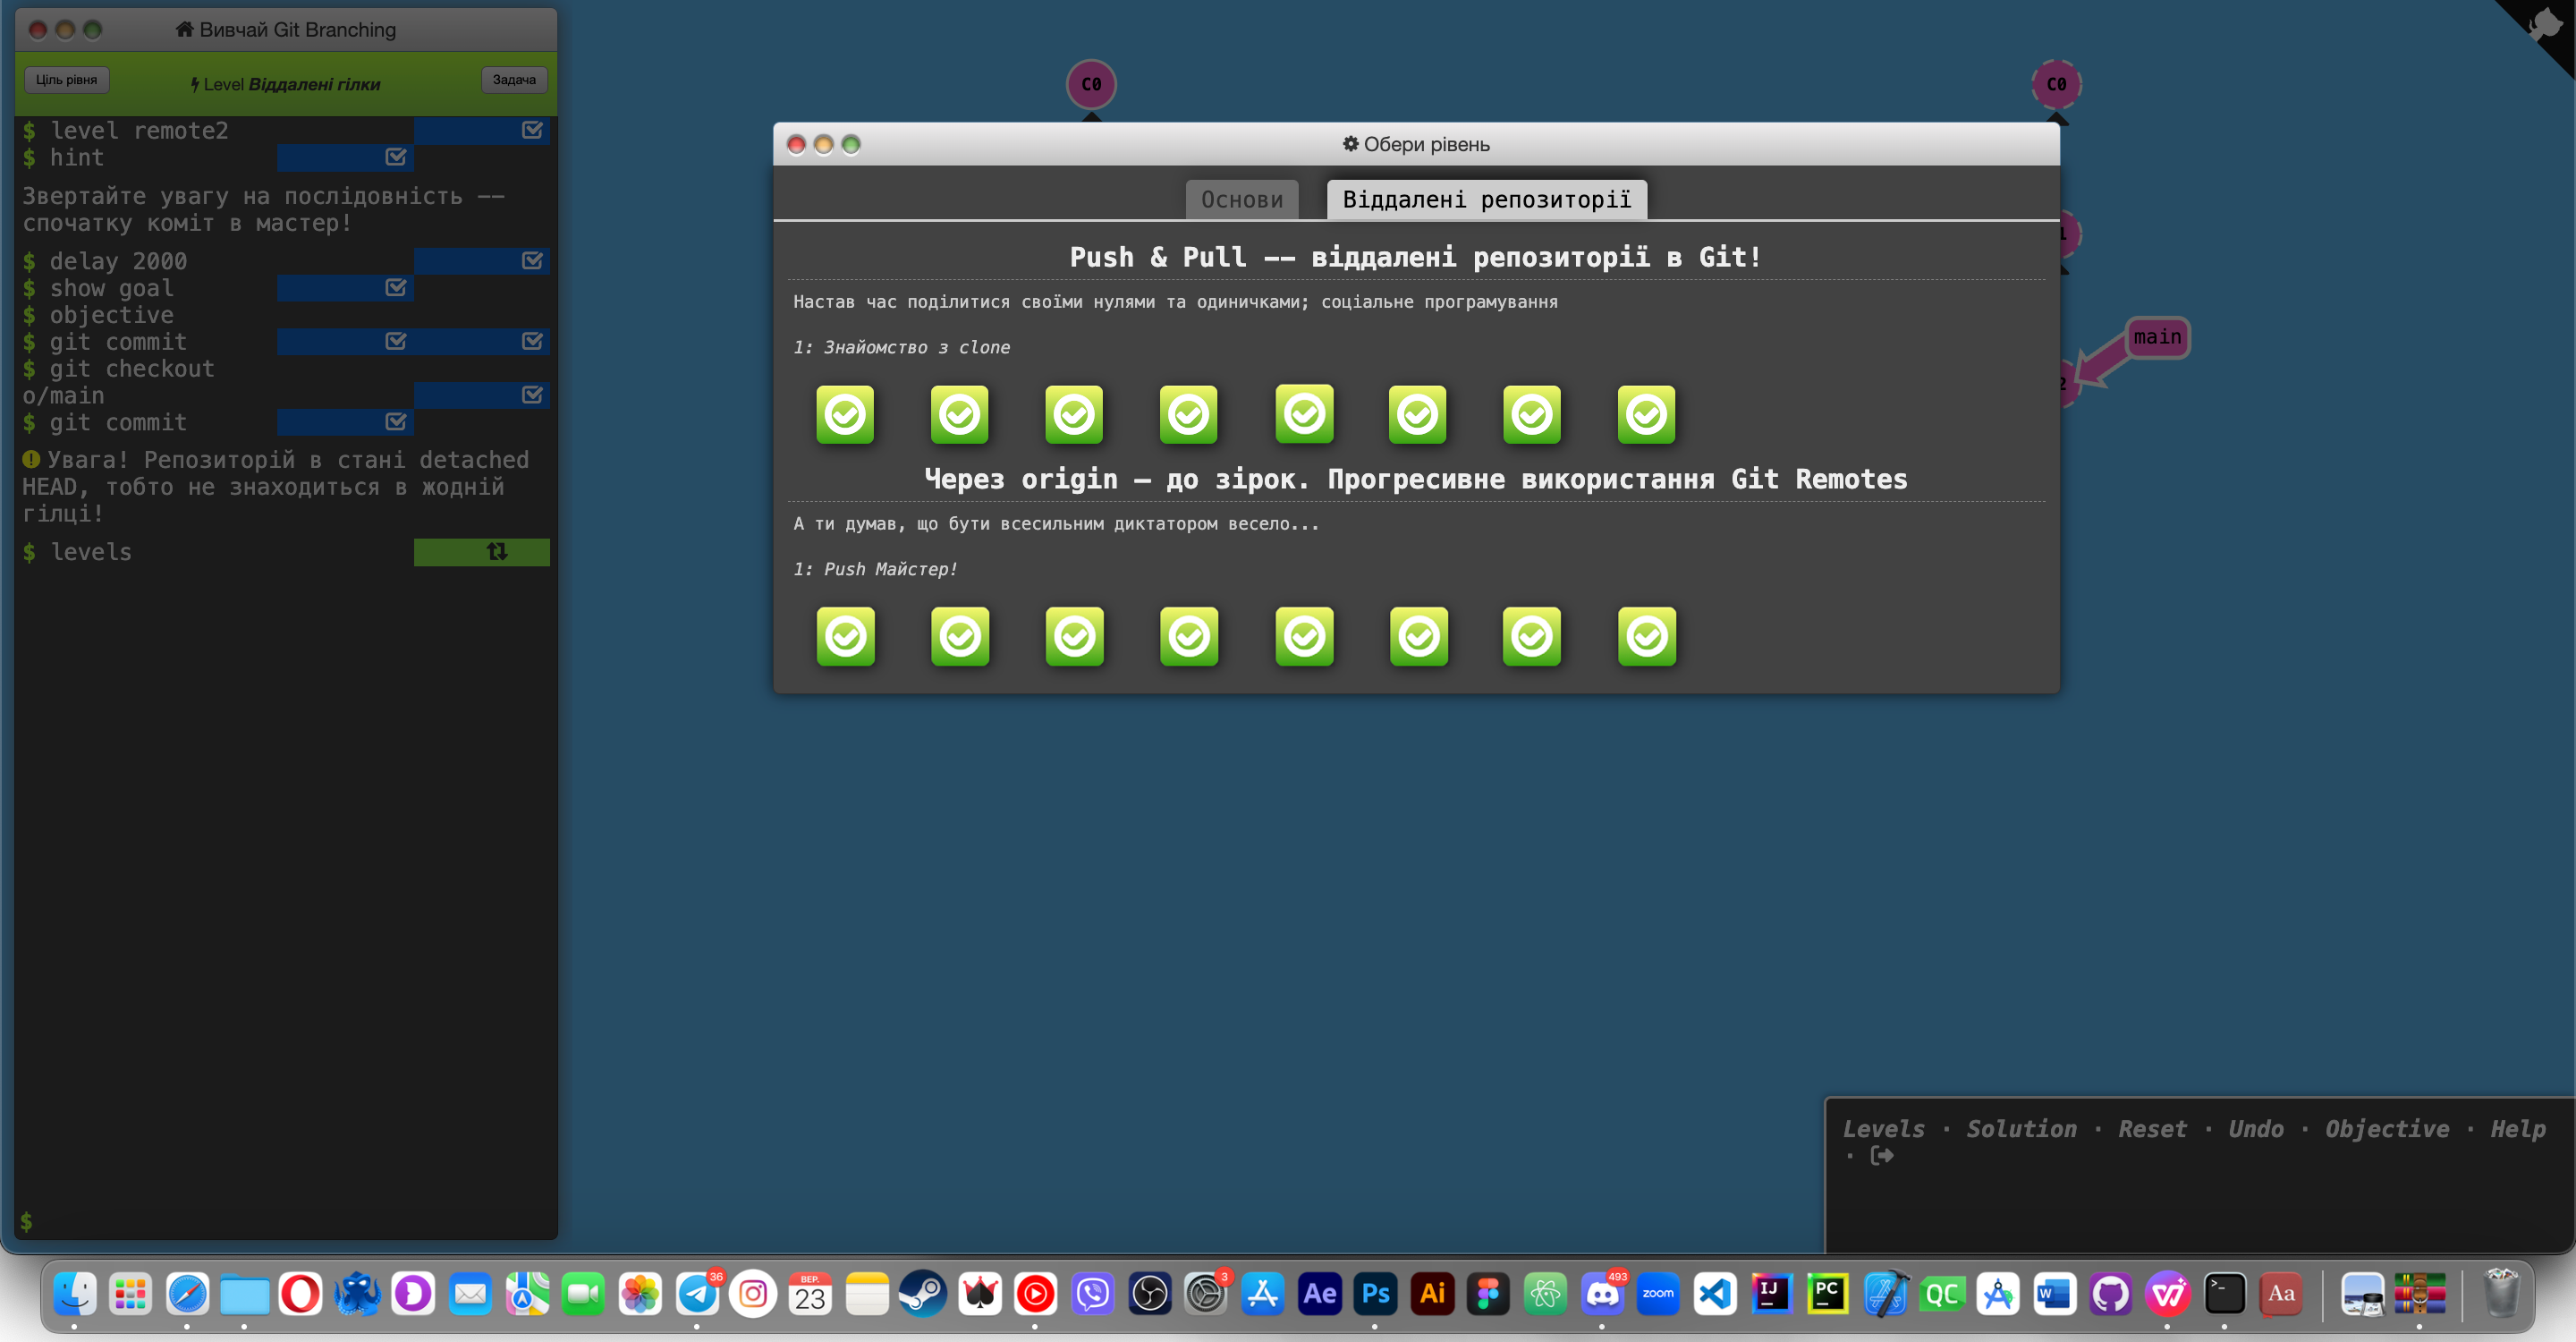 Вивчай Git Branching
Ціль рівня
Level Віддалені гілки
Задача
$ level remote2
$ hint
Звертайте увагу на послідовність --
спочатку коміт в мастер!
$ delay 2000
$ show goal
$ objective
$ git commit
$ git checkout
o/main
$ git commit
Увага! Репозиторій в стані detached
HEAD, тобто не знаходиться в жодній
гілці!
$ levels
$
C0
C0
main
Обери рівень
Основи
Віддалені репозиторії
Push & Pull -- віддалені репозиторії в Git!
Настав час поділитися своїми нулями та одиничками; соціальне програмування
1: Знайомство з clone
Через origin – до зірок. Прогресивне використання Git Remotes
А ти думав, що бути всесильним диктатором весело...
1: Push Майстер!
Levels · Solution · Reset · Undo · Objective · Help
·
36
ВЕР.
23
3
Ae
Ps
Ai
493
zoom
IJ
PC
QC
W
>_
Aa